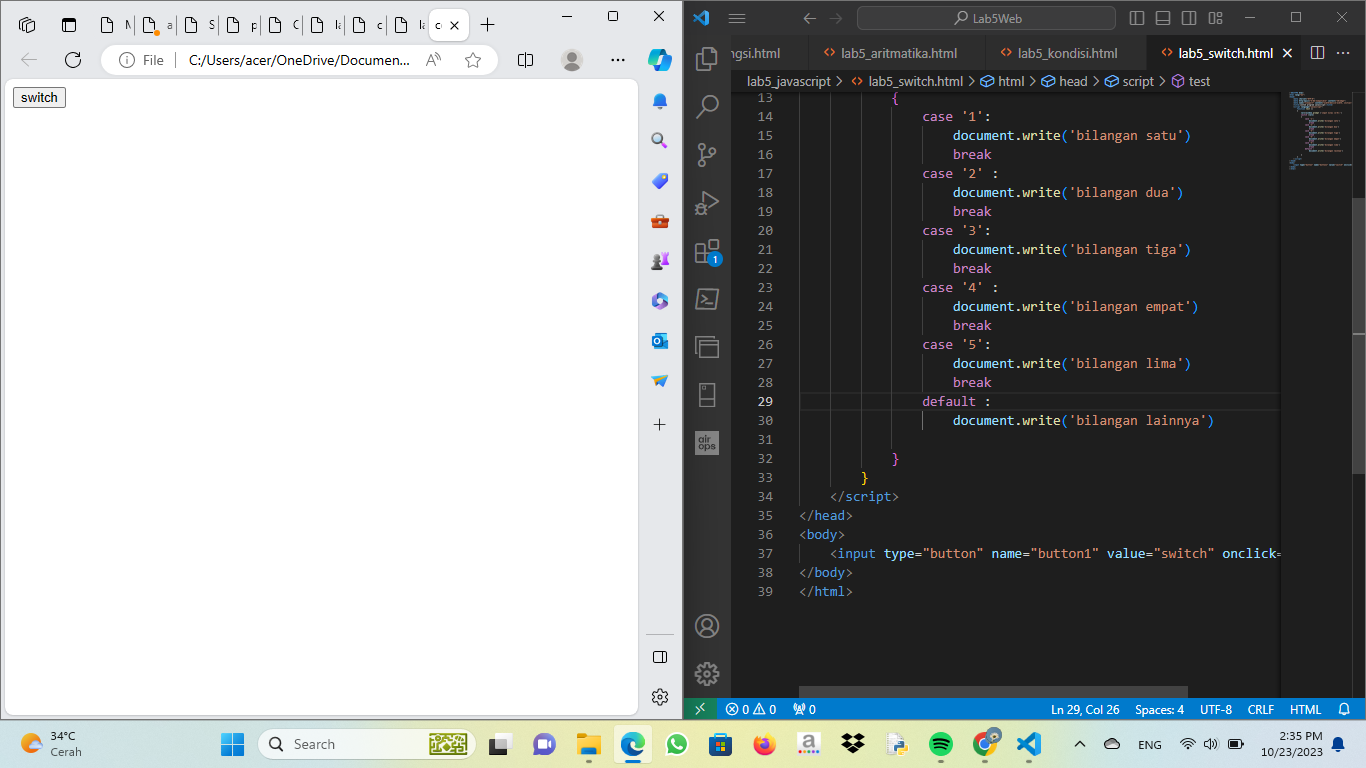 File
C:/Users/acer/OneDrive/Documen...
switch
Lab5Web
ngsi.html
lab5_aritmatika.html
lab5_kondisi.html
lab5_switch.html
lab5_javascript > lab5_switch.html > html > head > script > test
13 {
14 case '1':
15 document.write('bilangan satu')
16 break
17 case '2' :
18 document.write('bilangan dua')
19 break
20 case '3':
21 document.write('bilangan tiga')
22 break
23 case '4' :
24 document.write('bilangan empat')
25 break
26 case '5':
27 document.write('bilangan lima')
28 break
29 default :
30 document.write('bilangan lainnya')
31
32 }
33 }
34 </script>
35 </head>
36 <body>
37 <input type="button" name="button1" value="switch" onclick=
38 </body>
39 </html>
1
air
ops
0 0 0
Ln 29, Col 26
Spaces: 4
UTF-8
CRLF
HTML
34°C
Cerah
Search
ENG
2:35 PM
10/23/2023